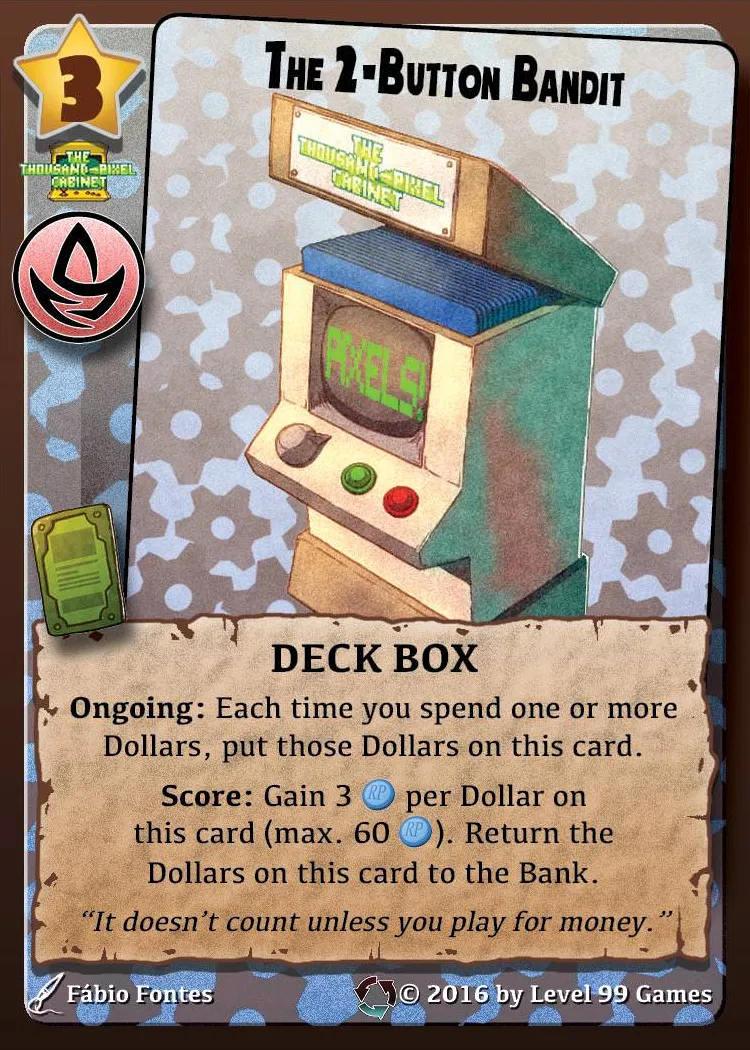 3
THE 2-BUTTON BANDIT
THE
THOUSAND-PIXEL
CABINET
THE
THOUSAND-PIXEL
CABINET
PIXELS!
DECK BOX
Ongoing: Each time you spend one or more
Dollars, put those Dollars on this card.
Score: Gain 3 RP per Dollar on
this card (max. 60 RP). Return the
Dollars on this card to the Bank.
“It doesn’t count unless you play for money.”
Fábio Fontes
© 2016 by Level 99 Games